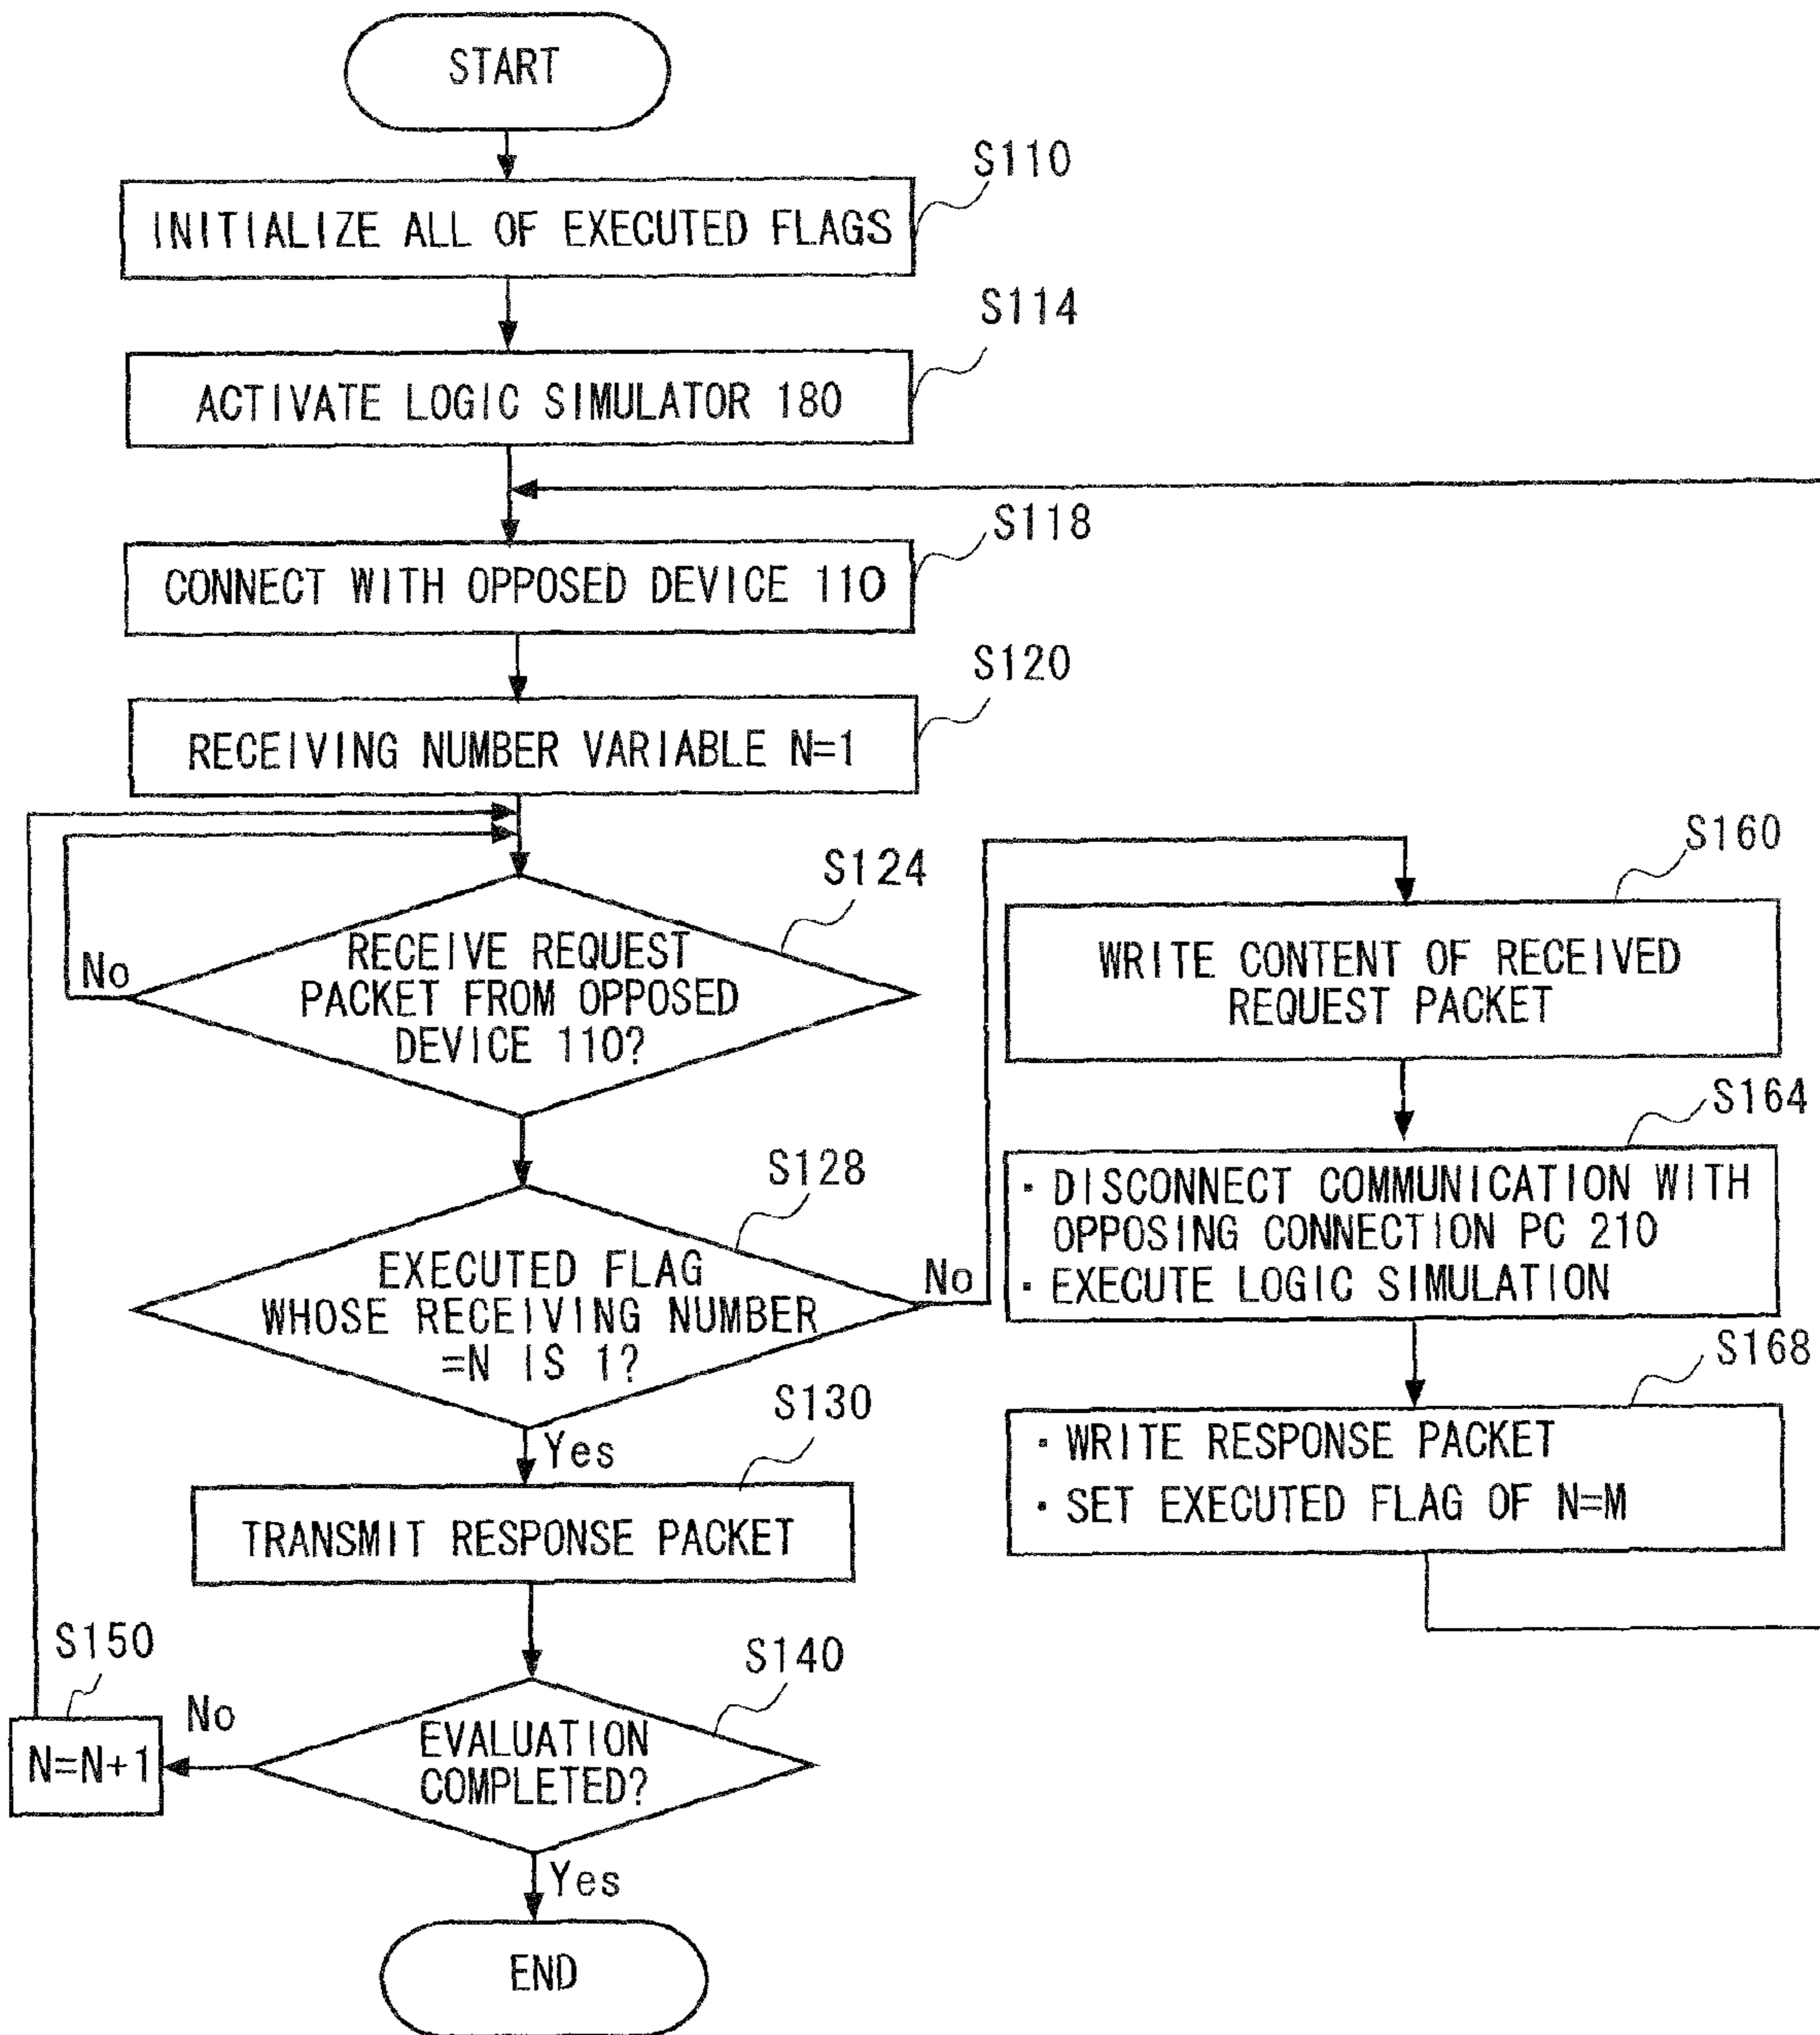 START
S110
INITIALIZE ALL OF EXECUTED FLAGS
S114
ACTIVATE LOGIC SIMULATOR 180
S118
CONNECT WITH OPPOSED DEVICE 110
S120
RECEIVING NUMBER VARIABLE N=1
S124
RECEIVE REQUEST
PACKET FROM OPPOSED
DEVICE 110?
No
S128
EXECUTED FLAG
WHOSE RECEIVING NUMBER
=N IS 1?
No
Yes
S130
TRANSMIT RESPONSE PACKET
S140
EVALUATION
COMPLETED?
No
S150
N=N+1
Yes
END
S160
WRITE CONTENT OF RECEIVED
REQUEST PACKET
S164
・DISCONNECT COMMUNICATION WITH
OPPOSING CONNECTION PC 210
・EXECUTE LOGIC SIMULATION
S168
・WRITE RESPONSE PACKET
・SET EXECUTED FLAG OF N=M